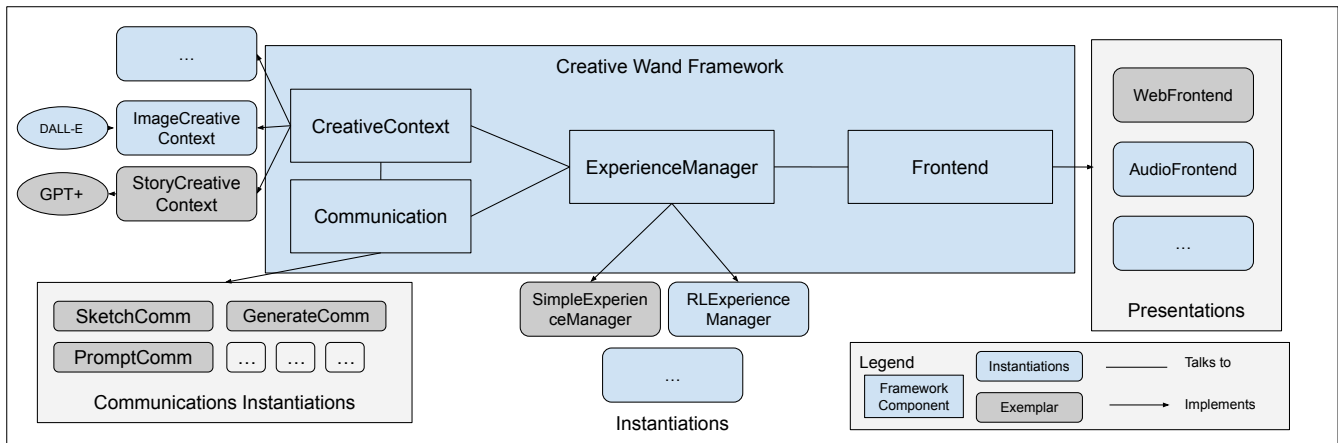 ...
Creative Wand Framework
DALL-E
ImageCreative
Context
GPT+
StoryCreative
Context
CreativeContext
Communication
ExperienceManager
Frontend
WebFrontend
AudioFrontend
...
Presentations
SketchComm
GenerateComm
PromptComm
...
...
...
Communications Instantiations
SimpleExperien
ceManager
RLExperience
Manager
...
Instantiations
Legend
Framework
Component
Instantiations
Exemplar
Talks to
Implements